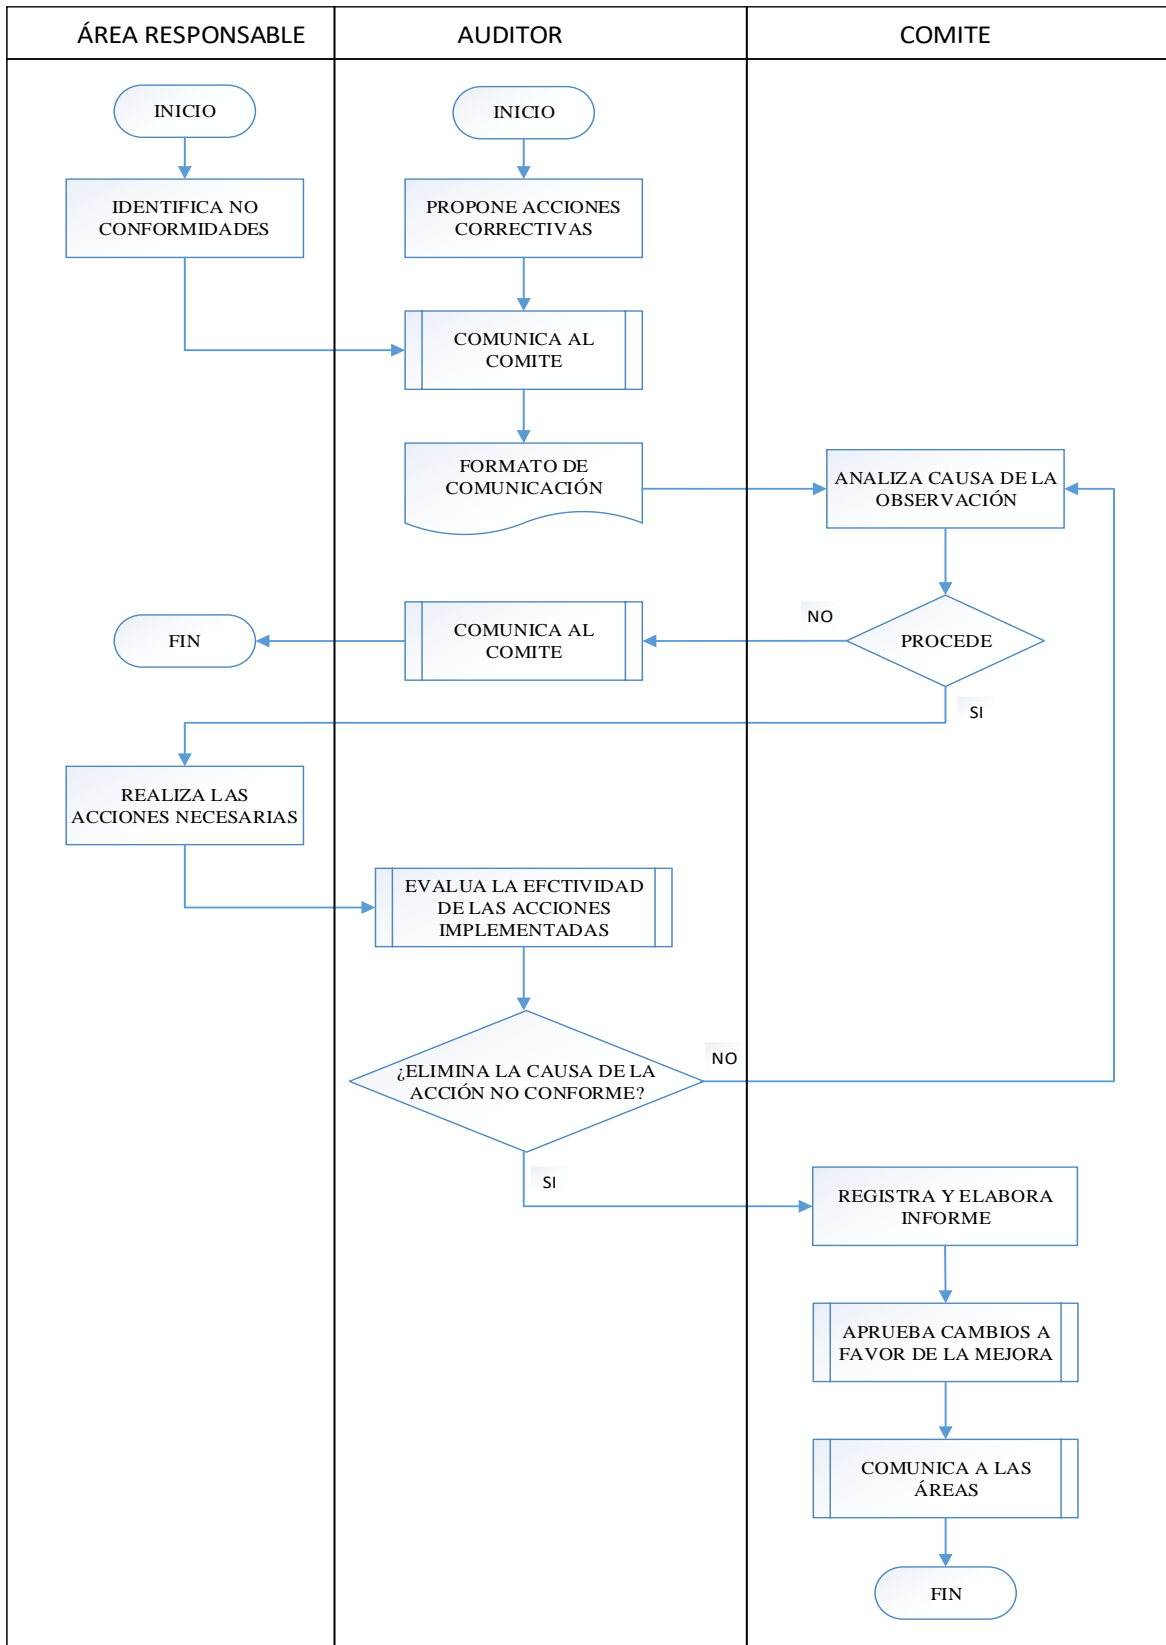 ÁREA RESPONSABLE
AUDITOR
COMITE
INICIO
INICIO
IDENTIFICA NO
CONFORMIDADES
PROPONE ACCIONES
CORRECTIVAS
COMUNICA AL
COMITE
FORMATO DE
COMUNICACIÓN
ANALIZA CAUSA DE LA
OBSERVACIÓN
FIN
COMUNICA AL
COMITE
NO
PROCEDE
SI
REALIZA LAS
ACCIONES NECESARIAS
EVALUA LA EFCTIVIDAD
DE LAS ACCIONES
IMPLEMENTADAS
NO
¿ELIMINA LA CAUSA DE LA
ACCIÓN NO CONFORME?
SI
REGISTRA Y ELABORA
INFORME
APRUEBA CAMBIOS A
FAVOR DE LA MEJORA
COMUNICA A LAS
ÁREAS
FIN